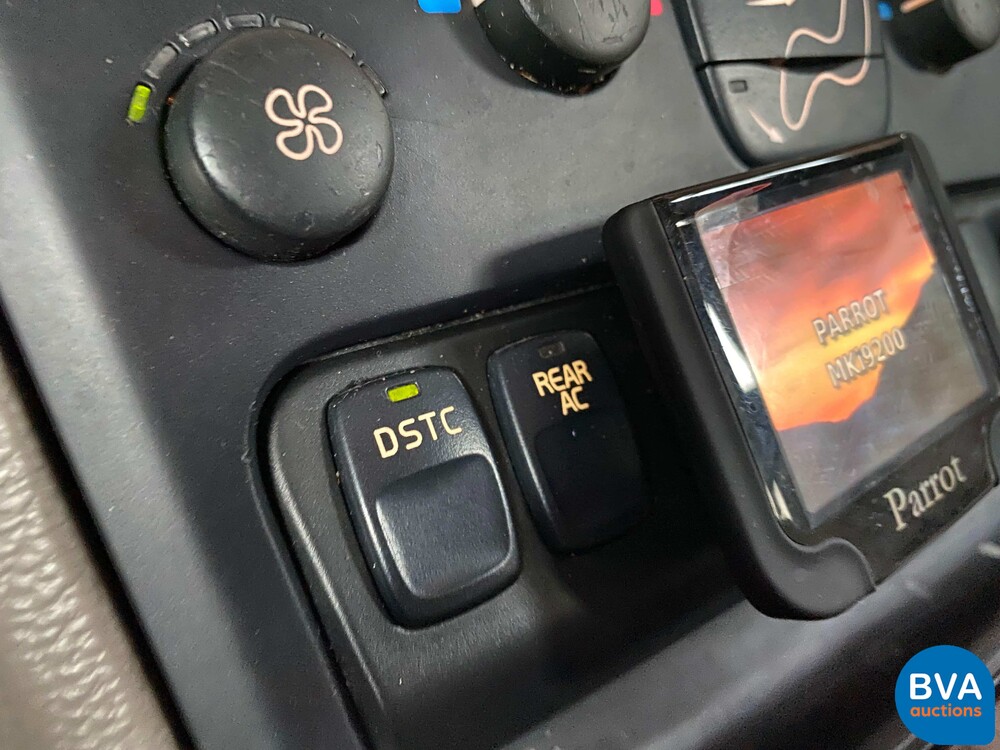 DSTC
REAR
AC
PARROT
MKi9200
Parrot
BVA
auctions